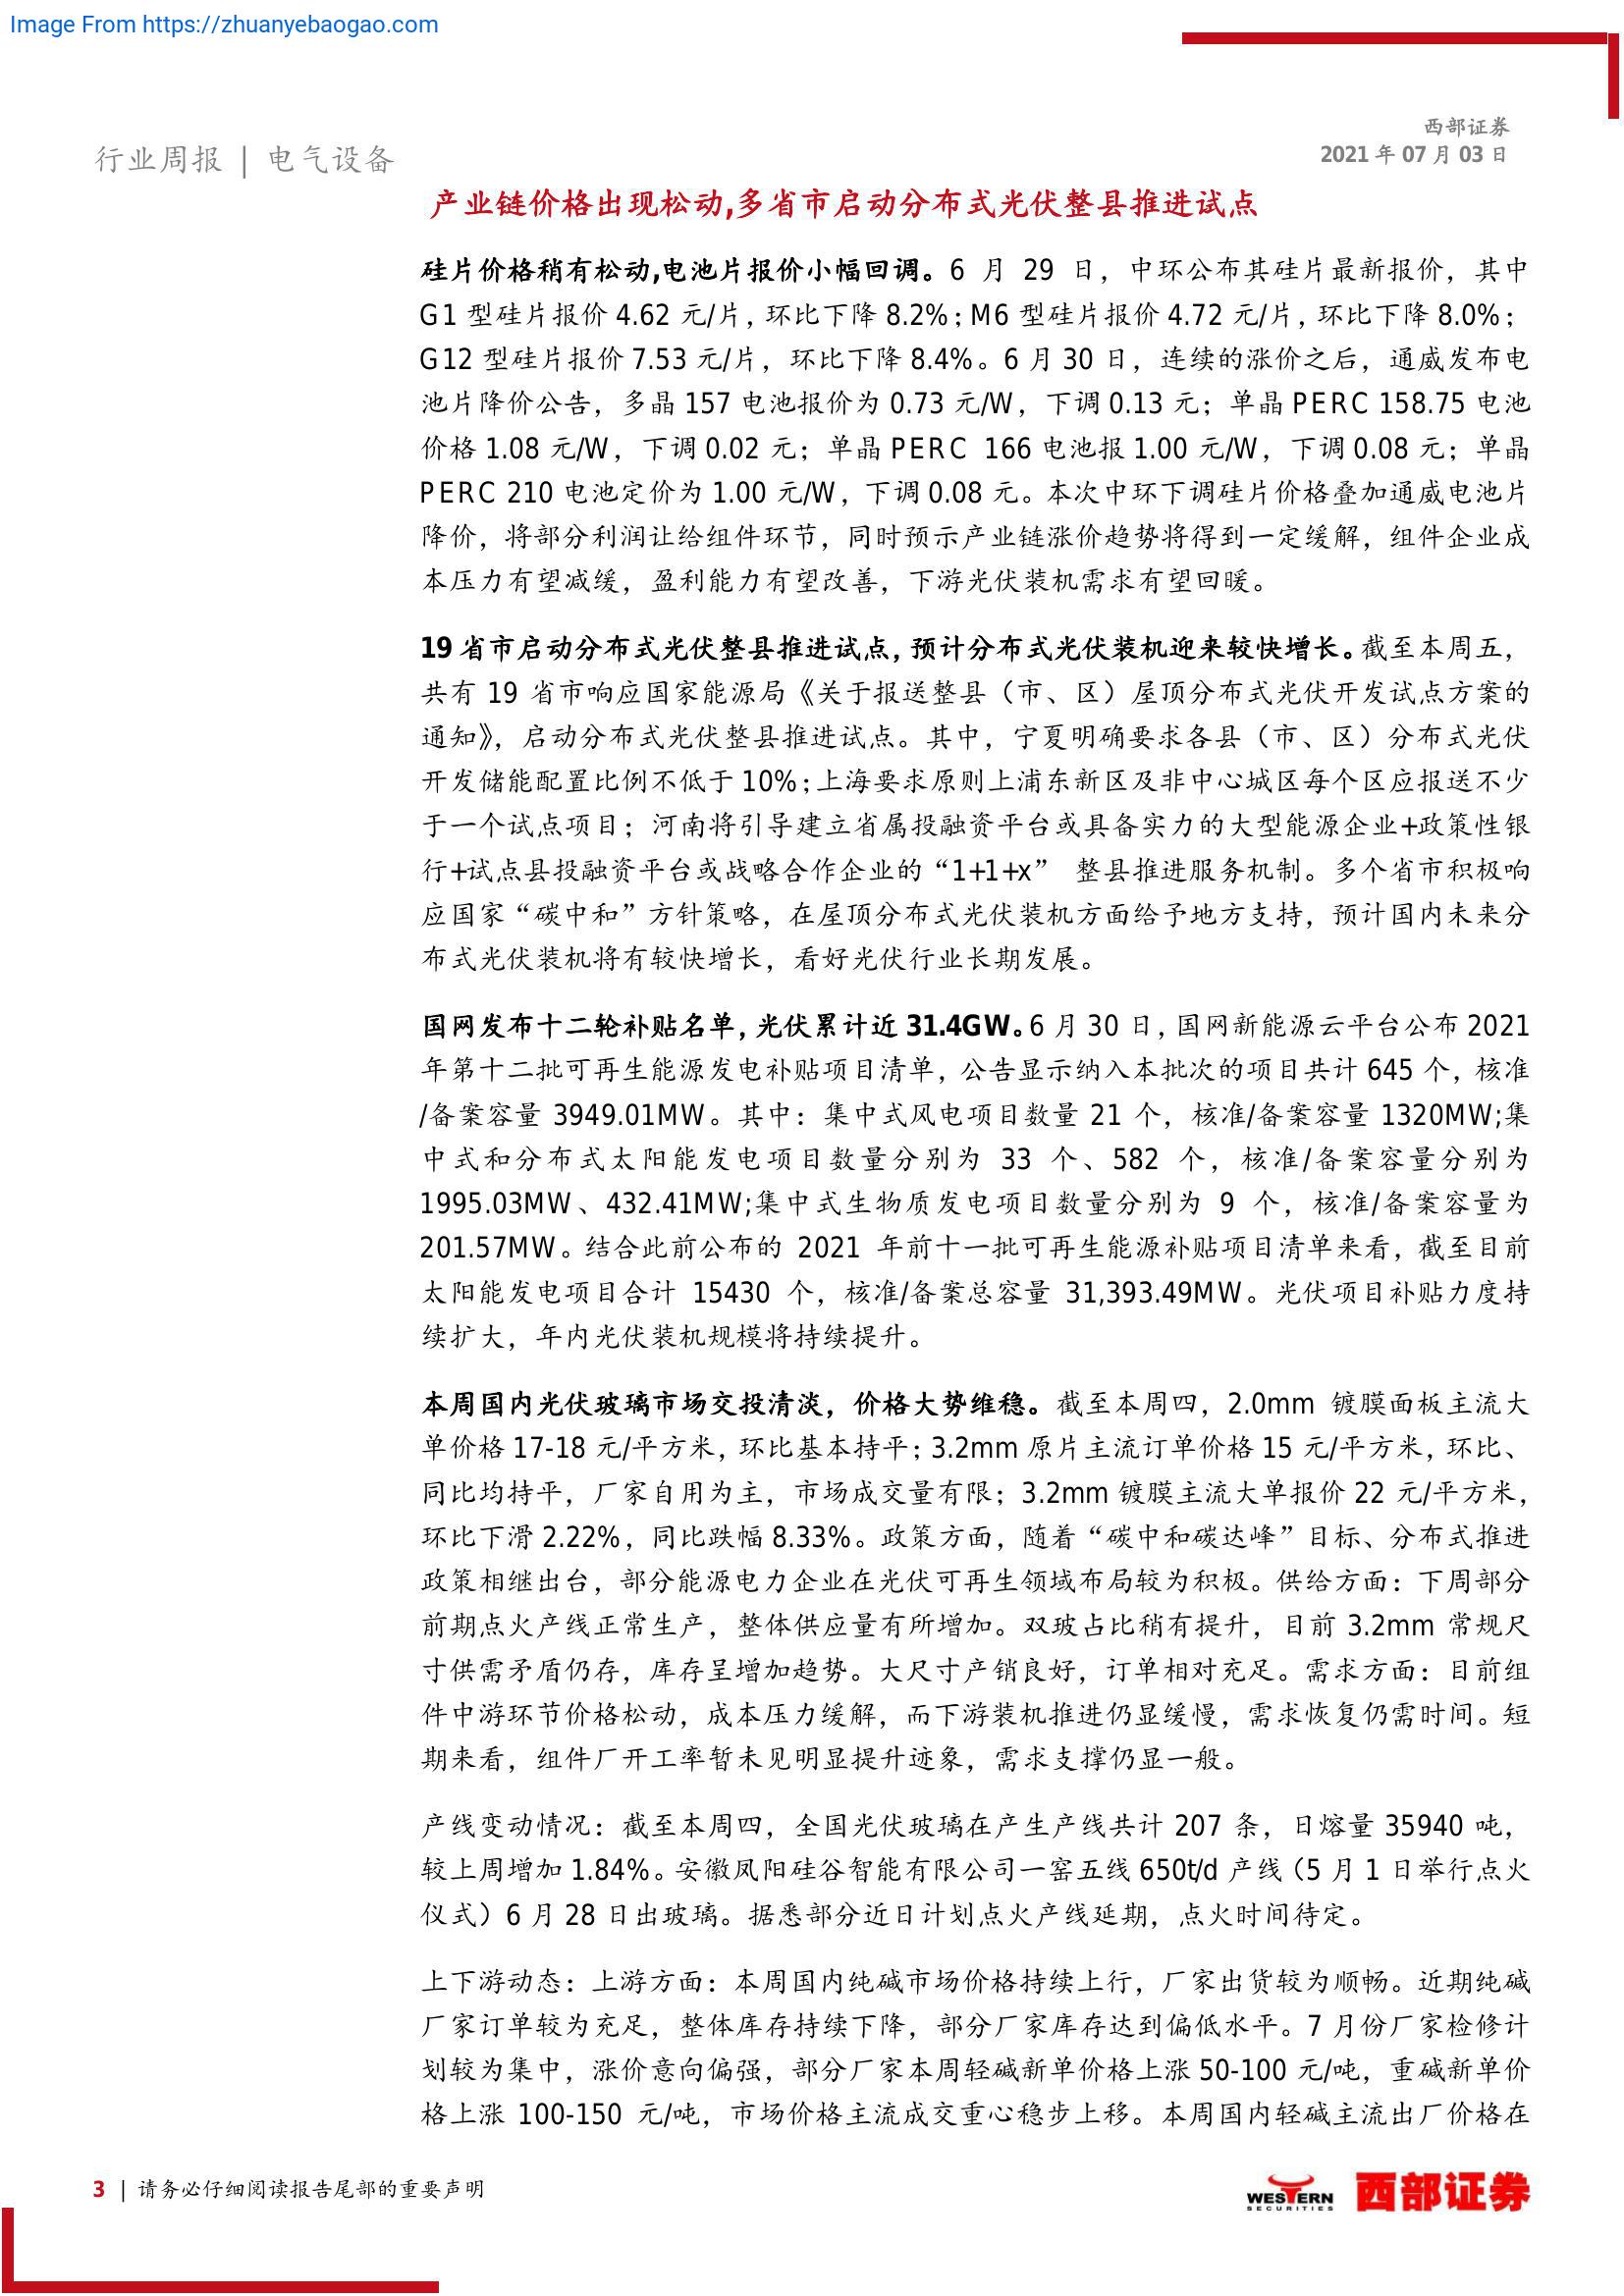 Image From https://zhuanyebaogao.com
西部证券
2021 年 07 月 03 日
行业周报 | 电气设备
产业链价格出现松动,多省市启动分布式光伏整县推进试点
硅片价格稍有松动,电池片报价小幅回调。6 月 29 日，中环公布其硅片最新报价，其中
G1 型硅片报价 4.62 元/片，环比下降 8.2%；M6 型硅片报价 4.72 元/片，环比下降 8.0%；
G12 型硅片报价 7.53 元/片，环比下降 8.4%。6 月 30 日，连续的涨价之后，通威发布电
池片降价公告，多晶 157 电池报价为 0.73 元/W，下调 0.13 元；单晶 PERC 158.75 电池
价格 1.08 元/W，下调 0.02 元；单晶 PERC 166 电池报 1.00 元/W，下调 0.08 元；单晶
PERC 210 电池定价为 1.00 元/W，下调 0.08 元。本次中环下调硅片价格叠加通威电池片
降价，将部分利润让给组件环节，同时预示产业链涨价趋势将得到一定缓解，组件企业成
本压力有望减缓，盈利能力有望改善，下游光伏装机需求有望回暖。
19 省市启动分布式光伏整县推进试点，预计分布式光伏装机迎来较快增长。截至本周五，
共有 19 省市响应国家能源局《关于报送整县（市、区）屋顶分布式光伏开发试点方案的
通知》，启动分布式光伏整县推进试点。其中，宁夏明确要求各县（市、区）分布式光伏
开发储能配置比例不低于 10%；上海要求原则上浦东新区及非中心城区每个区应报送不少
于一个试点项目；河南将引导建立省属投融资平台或具备实力的大型能源企业+政策性银
行+试点县投融资平台或战略合作企业的“1+1+x” 整县推进服务机制。多个省市积极响
应国家“碳中和”方针策略，在屋顶分布式光伏装机方面给予地方支持，预计国内未来分
布式光伏装机将有较快增长，看好光伏行业长期发展。
国网发布十二轮补贴名单，光伏累计近 31.4GW。6 月 30 日，国网新能源云平台公布 2021
年第十二批可再生能源发电补贴项目清单，公告显示纳入本批次的项目共计 645 个，核准
/备案容量 3949.01MW。其中：集中式风电项目数量 21 个，核准/备案容量 1320MW;集
中式和分布式太阳能发电项目数量分别为 33 个、582 个，核准/备案容量分别为
1995.03MW、432.41MW;集中式生物质发电项目数量分别为 9 个，核准/备案容量为
201.57MW。结合此前公布的 2021 年前十一批可再生能源补贴项目清单来看，截至目前
太阳能发电项目合计 15430 个，核准/备案总容量 31,393.49MW。光伏项目补贴力度持
续扩大，年内光伏装机规模将持续提升。
本周国内光伏玻璃市场交投清淡，价格大势维稳。截至本周四，2.0mm 镀膜面板主流大
单价格 17-18 元/平方米，环比基本持平；3.2mm 原片主流订单价格 15 元/平方米，环比、
同比均持平，厂家自用为主，市场成交量有限；3.2mm 镀膜主流大单报价 22 元/平方米，
环比下滑 2.22%，同比跌幅 8.33%。政策方面，随着“碳中和碳达峰”目标、分布式推进
政策相继出台，部分能源电力企业在光伏可再生领域布局较为积极。供给方面：下周部分
前期点火产线正常生产，整体供应量有所增加。双玻占比稍有提升，目前 3.2mm 常规尺
寸供需矛盾仍存，库存呈增加趋势。大尺寸产销良好，订单相对充足。需求方面：目前组
件中游环节价格松动，成本压力缓解，而下游装机推进仍显缓慢，需求恢复仍需时间。短
期来看，组件厂开工率暂未见明显提升迹象，需求支撑仍显一般。
产线变动情况：截至本周四，全国光伏玻璃在产生产线共计 207 条，日熔量 35940 吨，
较上周增加 1.84%。安徽凤阳硅谷智能有限公司一窑五线 650t/d 产线（5 月 1 日举行点火
仪式）6 月 28 日出玻璃。据悉部分近日计划点火产线延期，点火时间待定。
上下游动态：上游方面：本周国内纯碱市场价格持续上行，厂家出货较为顺畅。近期纯碱
厂家订单较为充足，整体库存持续下降，部分厂家库存达到偏低水平。7 月份厂家检修计
划较为集中，涨价意向偏强，部分厂家本周轻碱新单价格上涨 50-100 元/吨，重碱新单价
格上涨 100-150 元/吨，市场价格主流成交重心稳步上移。本周国内轻碱主流出厂价格在
3 | 请务必仔细阅读报告尾部的重要声明
WESTERN
SECURITIES
西部证券